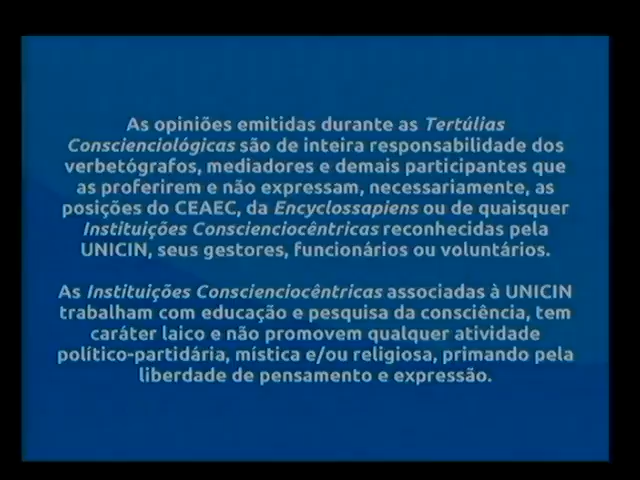 As opiniões emitidas durante as Tertúlias
Conscienciológicas são de inteira responsabilidade dos
verbetógrafos, mediadores e demais participantes que
as proferirem e não expressam, necessariamente, as
posições do CEAEC, da Encyclossapiens ou de quaisquer
Instituições Conscienciocêntricas reconhecidas pela
UNICIN, seus gestores, funcionários ou voluntários.
As Instituições Conscienciocêntricas associadas à UNICIN
trabalham com educação e pesquisa da consciência, tem
caráter laico e não promovem qualquer atividade
político-partidária, mística e/ou religiosa, primando pela
liberdade de pensamento e expressão.